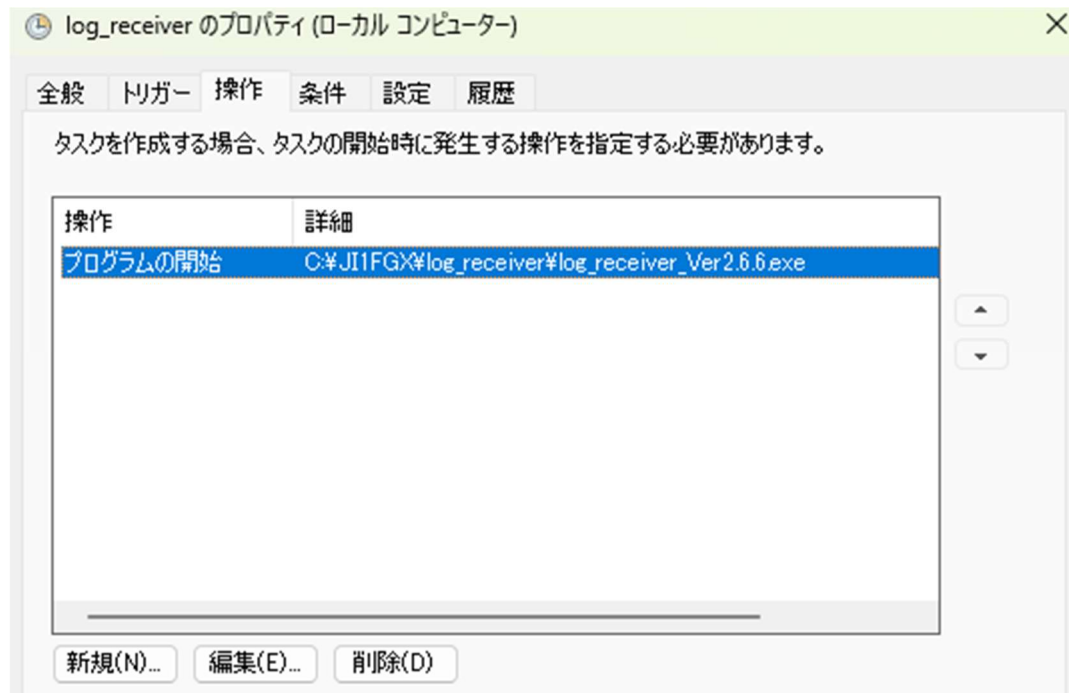 log_receiver のプロパティ (ローカル コンピューター)
全般 トリガー 操作 条件 設定 履歴
タスクを作成する場合、タスクの開始時に発生する操作を指定する必要があります。
操作 詳細
プログラムの開始 C:¥JI1FGX¥log_receiver¥log_receiver_Ver2.6.6.exe
新規(N)... 編集(E)... 削除(D)